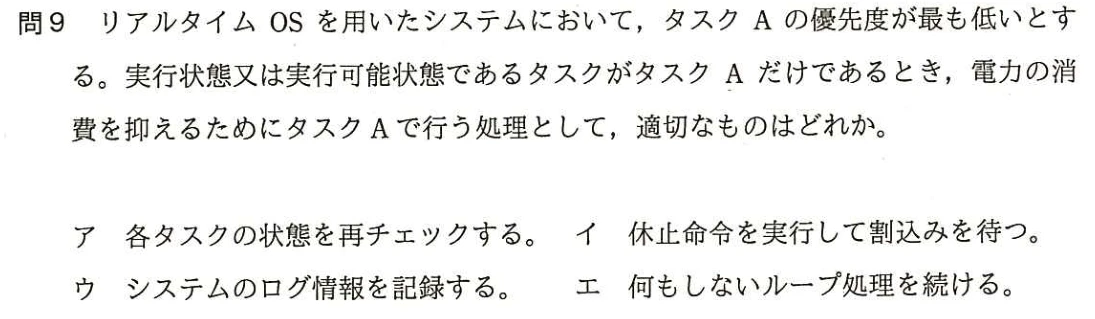 問9 リアルタイム OS を用いたシステムにおいて，タスク A の優先度が最も低いとす
る。実行状態又は実行可能状態であるタスクがタスク A だけであるとき，電力の消
費を抑えるためにタスク A で行う処理として，適切なものはどれか。
ア 各タスクの状態を再チェックする。 イ 休止命令を実行して割込みを待つ。
ウ システムのログ情報を記録する。 エ 何もしないループ処理を続ける。